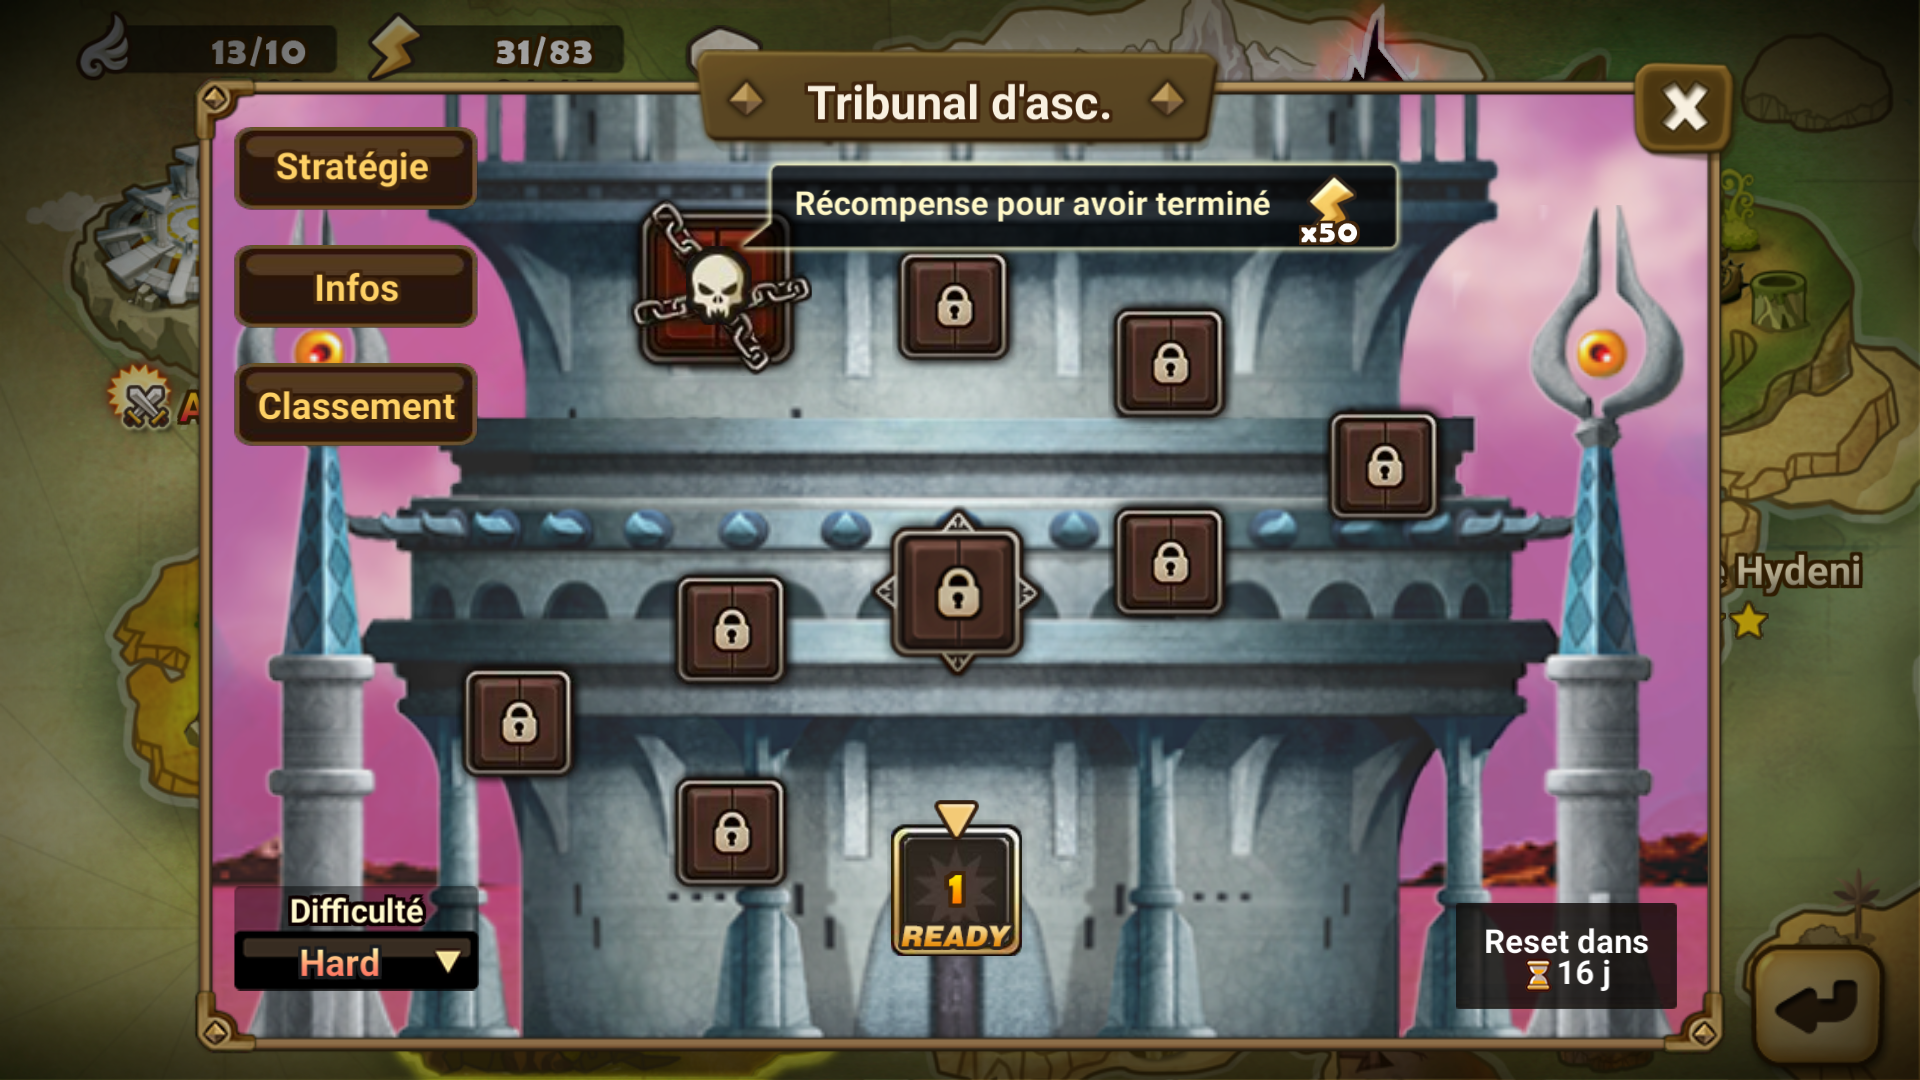 13/10
31/83
Tribunal d'asc.
Stratégie
Récompense pour avoir terminé
x50
Infos
Classement
Hydeni
1
READY
Difficulté
Hard
Reset dans
16 j